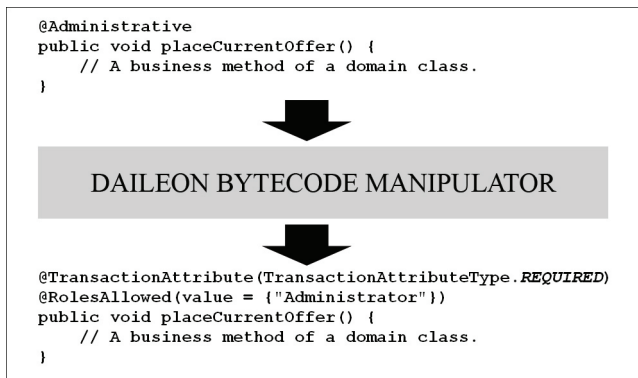 @Administrative
public void placeCurrentOffer() {
    // A business method of a domain class.
}
DAILEON BYTECODE MANIPULATOR
@TransactionAttribute(TransactionAttributeType.REQUIRED)
@RolesAllowed(value = {"Administrator"})
public void placeCurrentOffer() {
    // A business method of a domain class.
}